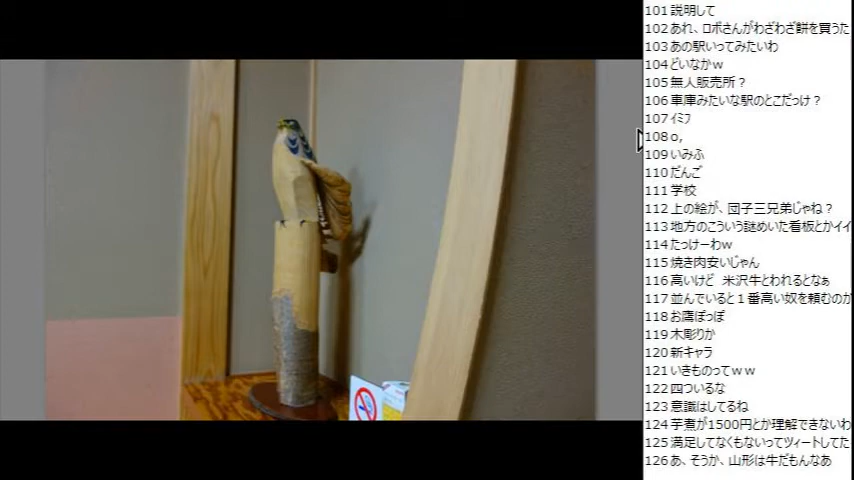 101 説明して
102 あれ、ロボさんがわざわざ餅を買うた
103 あの駅いってみたいわ
104 どいなかｗ
105 無人販売所？
106 車庫みたいな駅のとこだっけ？
107 ｲﾐﾌ
108 o,
109 いみふ
110 だんご
111 学校
112 上の絵が、団子三兄弟じゃね？
113 地方のこういう謎めいた看板とかイイ
114 たっけーわｗ
115 焼き肉安いじゃん
116 高いけど　米沢牛とわれるとなぁ
117 並んでいると１番高い奴を頼むのが
118 お鷹ぽっぽ
119 木彫りか
120 新キャラ
121 いきものってｗｗ
122 四ついるな
123 意識はしてるね
124 芋煮が1500円とか理解できないわ
125 満足してなくもないってツィートしてた
126 あ、そうか、山形は牛だもんなあ